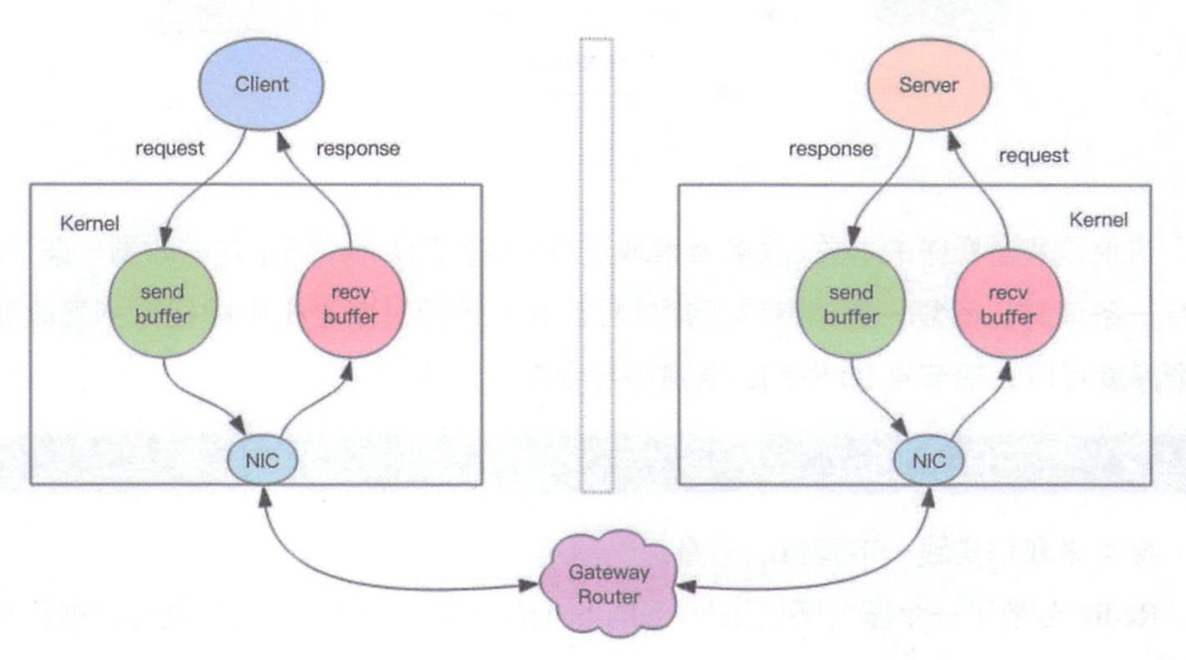 Client
Server
request
response
response
request
Kernel
Kernel
send
buffer
recv
buffer
send
buffer
recv
buffer
NIC
NIC
Gateway
Router